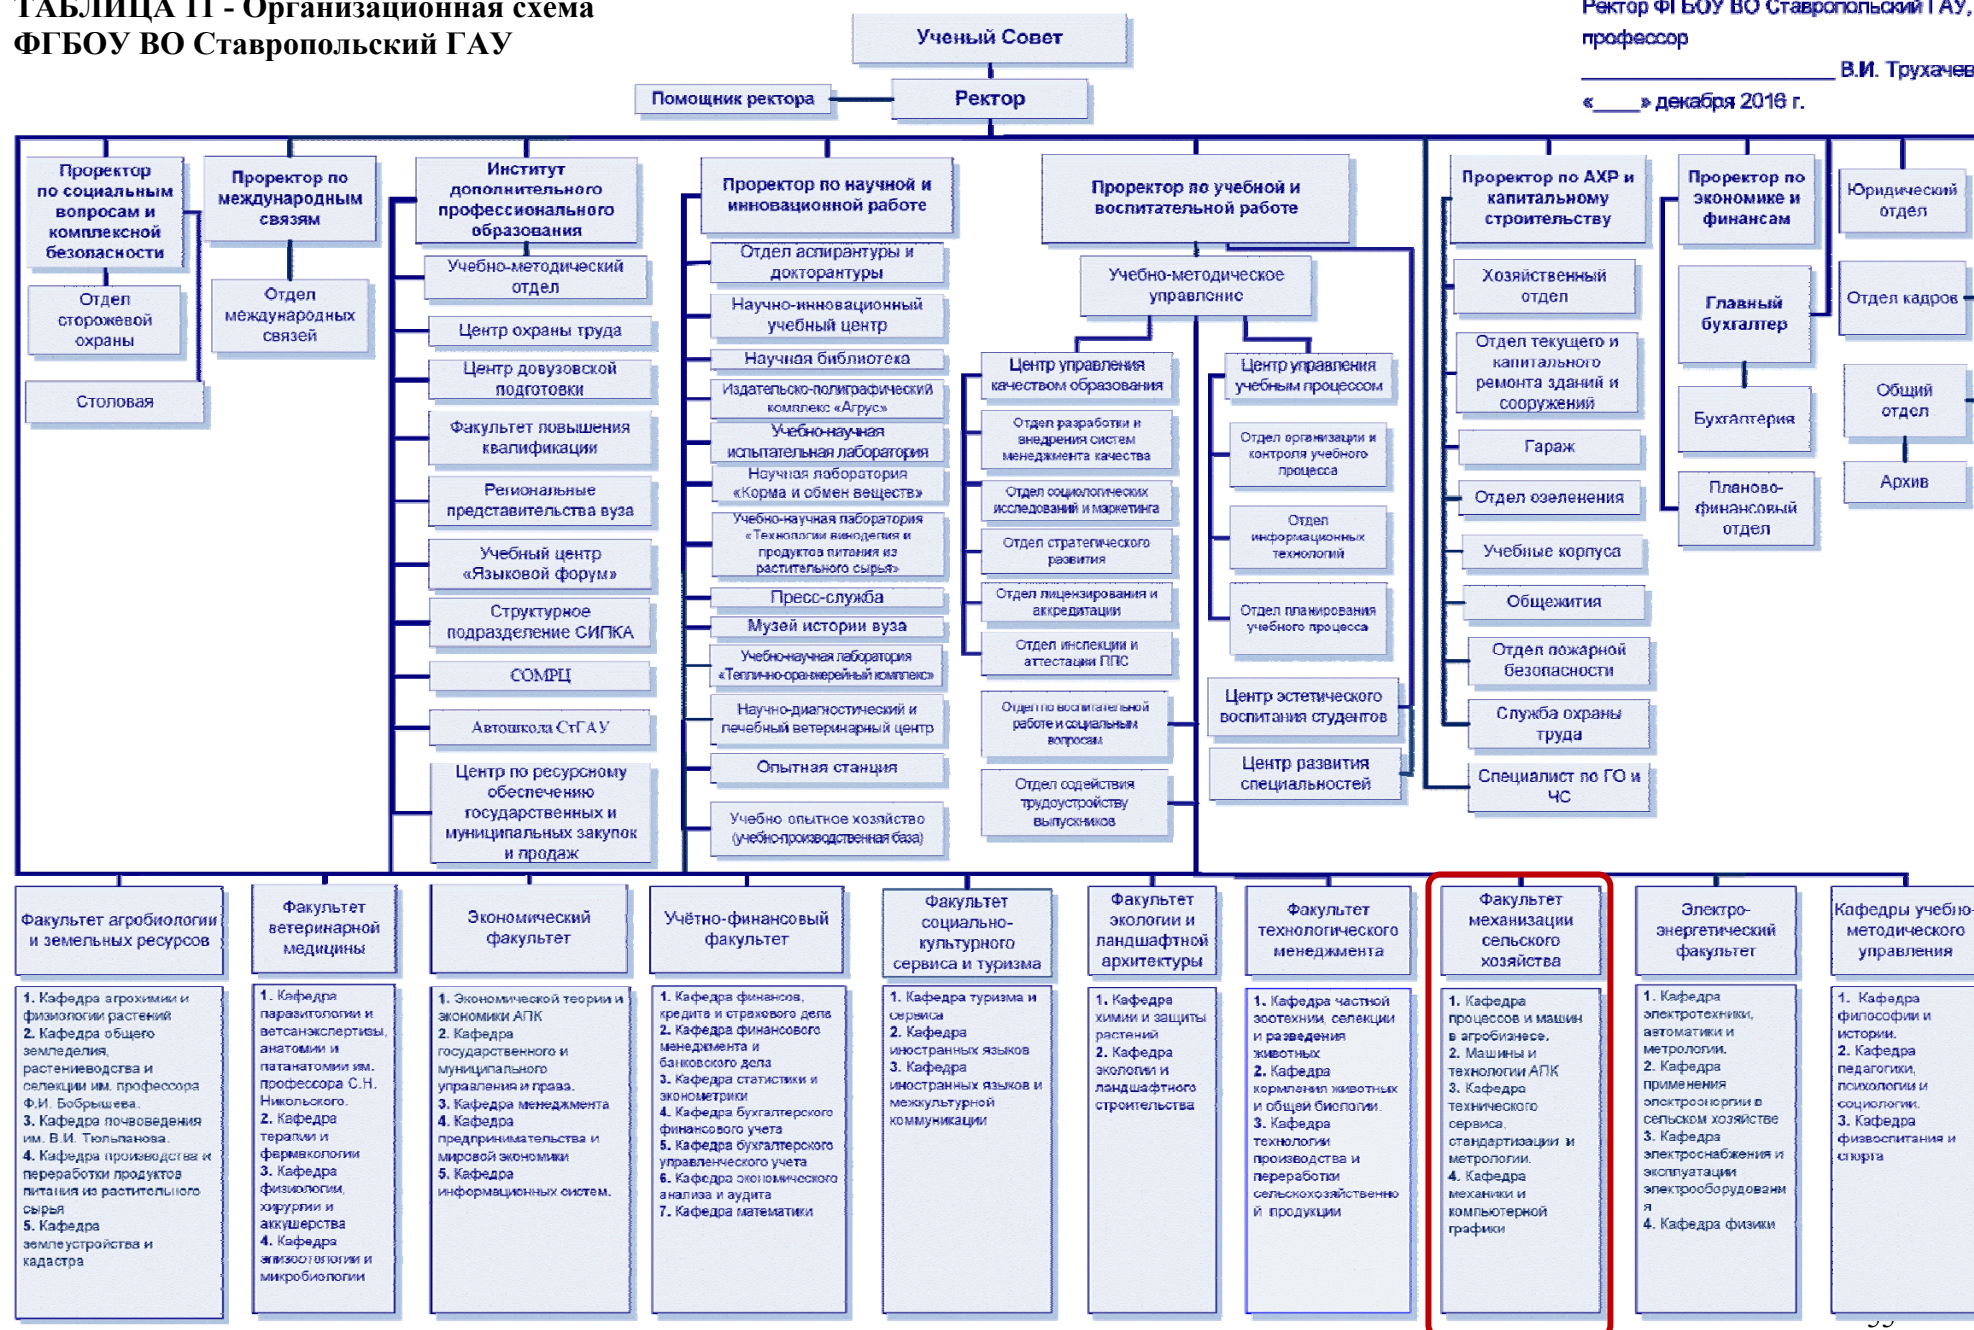 ТАБЛИЦА 11 - Организационная схема
ФГБОУ ВО Ставропольский ГАУ
Ректор ФГБОУ ВО Ставропольский ГАУ,
профессор
В.И. Трухачев
«____» декабря 2016 г.
Ученый Совет
Помощник ректора
Ректор
Проректор
по социальным
вопросам и
комплексной
безопасности
Отдел
сторожевой
охраны
Столовая
Проректор по
международным
связям
Отдел
международных
связей
Институт
дополнительного
профессионального
образования
Учебно-методический
отдел
Центр охраны труда
Центр довузовской
подготовки
Факультет повышения
квалификации
Региональные
представительства вуза
Учебный центр
«Языковой форум»
Структурное
подразделение СИПКА
СОМРЦ
Автошкола СтГАУ
Центр по ресурсному
обеспечению
государственных и
муниципальных закупок
и продаж
Проректор по научной и
инновационной работе
Отдел аспирантуры и
докторантуры
Научно-инновационный
учебный центр
Научная библиотека
Издательско-полиграфический
комплекс «Агрус»
Учебно-научная
испытательная лаборатория
Научная лаборатория
«Корма и обмен веществ»
Учебно-научная лаборатория
«Технологии виноделия и
продуктов питания из
растительного сырья»
Пресс-служба
Музей истории вуза
Учебно-научная лаборатория
«Теплично-оранжерейный комплекс»
Научно-диагностический и
лечебный ветеринарный центр
Опытная станция
Учебно-опытное хозяйство
(учебно-производственная база)
Проректор по учебной и
воспитательной работе
Учебно-методическое
управление
Центр управления
качеством образования
Отдел разработки и
внедрения систем
менеджмента качества
Отдел социологических
исследований и маркетинга
Отдел стратегического
развития
Отдел лицензирования и
аккредитации
Отдел инспекции и
аттестации ППС
Отдел по воспитательной
работе и социальным
вопросам
Отдел содействия
трудоустройству
выпускников
Центр управления
учебным процессом
Отдел организации и
контроля учебного
процесса
Отдел
информационных
технологий
Отдел планирования
учебного процесса
Центр эстетического
воспитания студентов
Центр развития
специальностей
Проректор по АХР и
капитальному
строительству
Хозяйственный
отдел
Отдел текущего и
капитального
ремонта зданий и
сооружений
Гараж
Отдел озеленения
Учебные корпуса
Общежития
Отдел пожарной
безопасности
Служба охраны
труда
Специалист по ГО и
ЧС
Проректор по
экономике и
финансам
Главный
бухгалтер
Бухгалтерия
Планово-
финансовый
отдел
Юридический
отдел
Отдел кадров
Общий
отдел
Архив
Факультет агробиологии
и земельных ресурсов
1. Кафедра агрохимии и
физиологии растений
2. Кафедра общего
земледелия,
растениеводства и
селекции им. профессора
Ф.И. Бобрышева.
3. Кафедра почвоведения
им. В.И. Тюльпанова.
4. Кафедра производства и
переработки продуктов
питания из растительного
сырья
5. Кафедра
землеустройства и
кадастра
Факультет
ветеринарной
медицины
1. Кафедра
паразитологии и
ветсанэкспертизы,
анатомии и
патанатомии им.
профессора С.Н.
Никольского.
2. Кафедра
терапии и
фармакологии
3. Кафедра
физиологии,
хирургии и
аккушерства
4. Кафедра
эпизоотологии и
микробиологии
Экономический
факультет
1. Экономической теории и
экономики АПК
2. Кафедра
государственного и
муниципального
управления и права.
3. Кафедра менеджмента
4. Кафедра
предпринимательства и
мировой экономики
5. Кафедра
информационных систем.
Учётно-финансовый
факультет
1. Кафедра финансов,
кредита и страхового дела
2. Кафедра финансового
менеджмента и
банковского дела
3. Кафедра статистики и
эконометрики
4. Кафедра бухгалтерского
финансового учета
5. Кафедра бухгалтерского
управленческого учета
6. Кафедра экономического
анализа и аудита
7. Кафедра математики
Факультет
социально-
культурного
сервиса и туризма
1. Кафедра туризма и
сервиса
2. Кафедра
иностранных языков
3. Кафедра
иностранных языков и
межкультурной
коммуникации
Факультет
экологии и
ландшафтной
архитектуры
1. Кафедра
химии и защиты
растений
2. Кафедра
экологии и
ландшафтного
строительства
Факультет
технологического
менеджмента
1. Кафедра частной
зоотехнии, селекции
и разведения
животных
2. Кафедра
кормления животных
и общей биологии.
3. Кафедра
технологии
производства и
переработки
сельскохозяйственно
й продукции
Факультет
механизации
сельского
хозяйства
1. Кафедра
процессов и машин
в агробизнесе.
2. Машины и
технологии АПК
3. Кафедра
технического
сервиса,
стандартизации и
метрологии.
4. Кафедра
механики и
компьютерной
графики
Электро-
энергетический
факультет
1. Кафедра
электротехники,
автоматики и
метрологии.
2. Кафедра
применения
электроэнергии в
сельском хозяйстве
3. Кафедра
электроснабжения и
эксплуатации
электрооборудовани
я
4. Кафедра физики
Кафедры учебно-
методического
управления
1. Кафедра
философии и
истории.
2. Кафедра
педагогики,
психологии и
социологии.
3. Кафедра
физвоспитания и
спорта